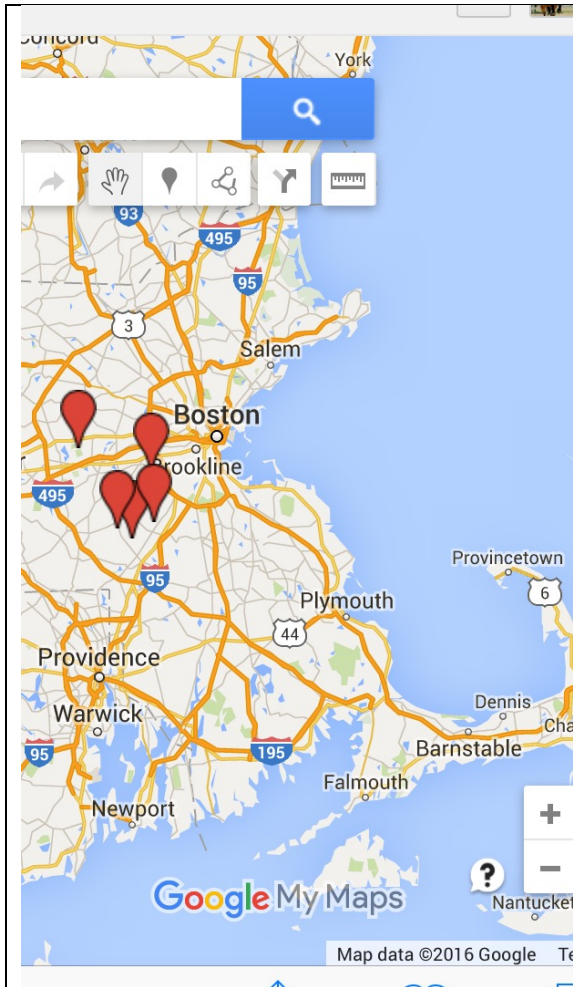 York
93
495
95
3
Salem
Boston
Brookline
495
95
Provincetown
6
Plymouth
44
Providence
Warwick
Dennis
95
195
Barnstable
Falmouth
Newport
Google My Maps
?
Nantucket
Map data ©2016 Google